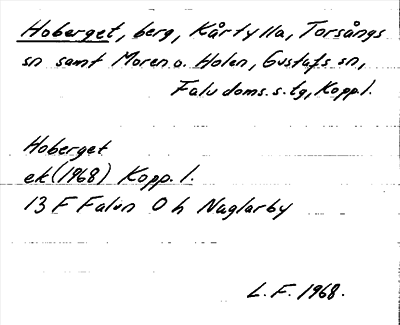 Hoberget, berg, Kårtylla, Torsångs
sn samt Moren o. Holen, Gustafs sn,
Falu doms. s. tg, Kopp. l.
Hoberget
ek (1968) Kopp. l.
13 F Falun 0 h Naglarby
L. F. 1968.